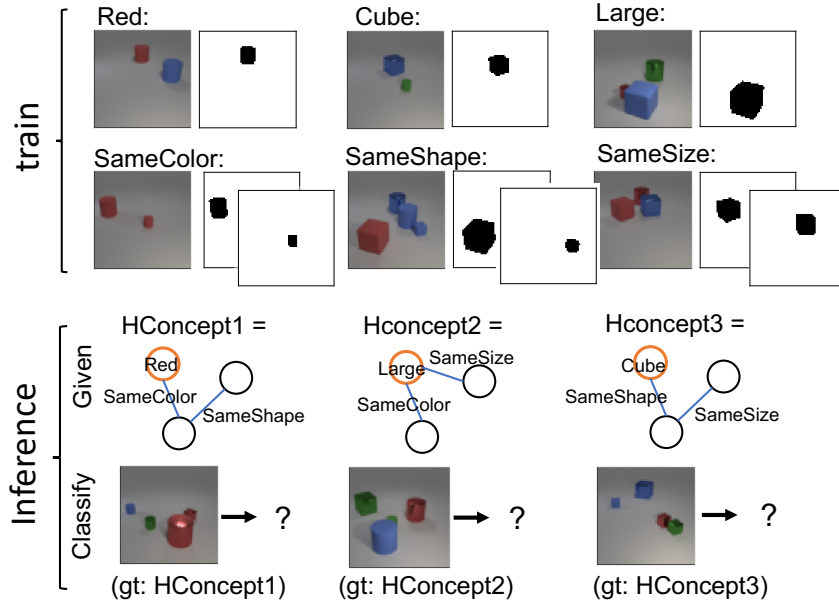 train
Red:
Cube:
Large:
SameColor:
SameShape:
SameSize:
Inference
Given
HConcept1 =
Hconcept2 =
Hconcept3 =
Red
SameColor
SameShape
Large
SameSize
SameColor
Cube
SameShape
SameSize
Classify
?
?
?
(gt: HConcept1)
(gt: HConcept2)
(gt: HConcept3)